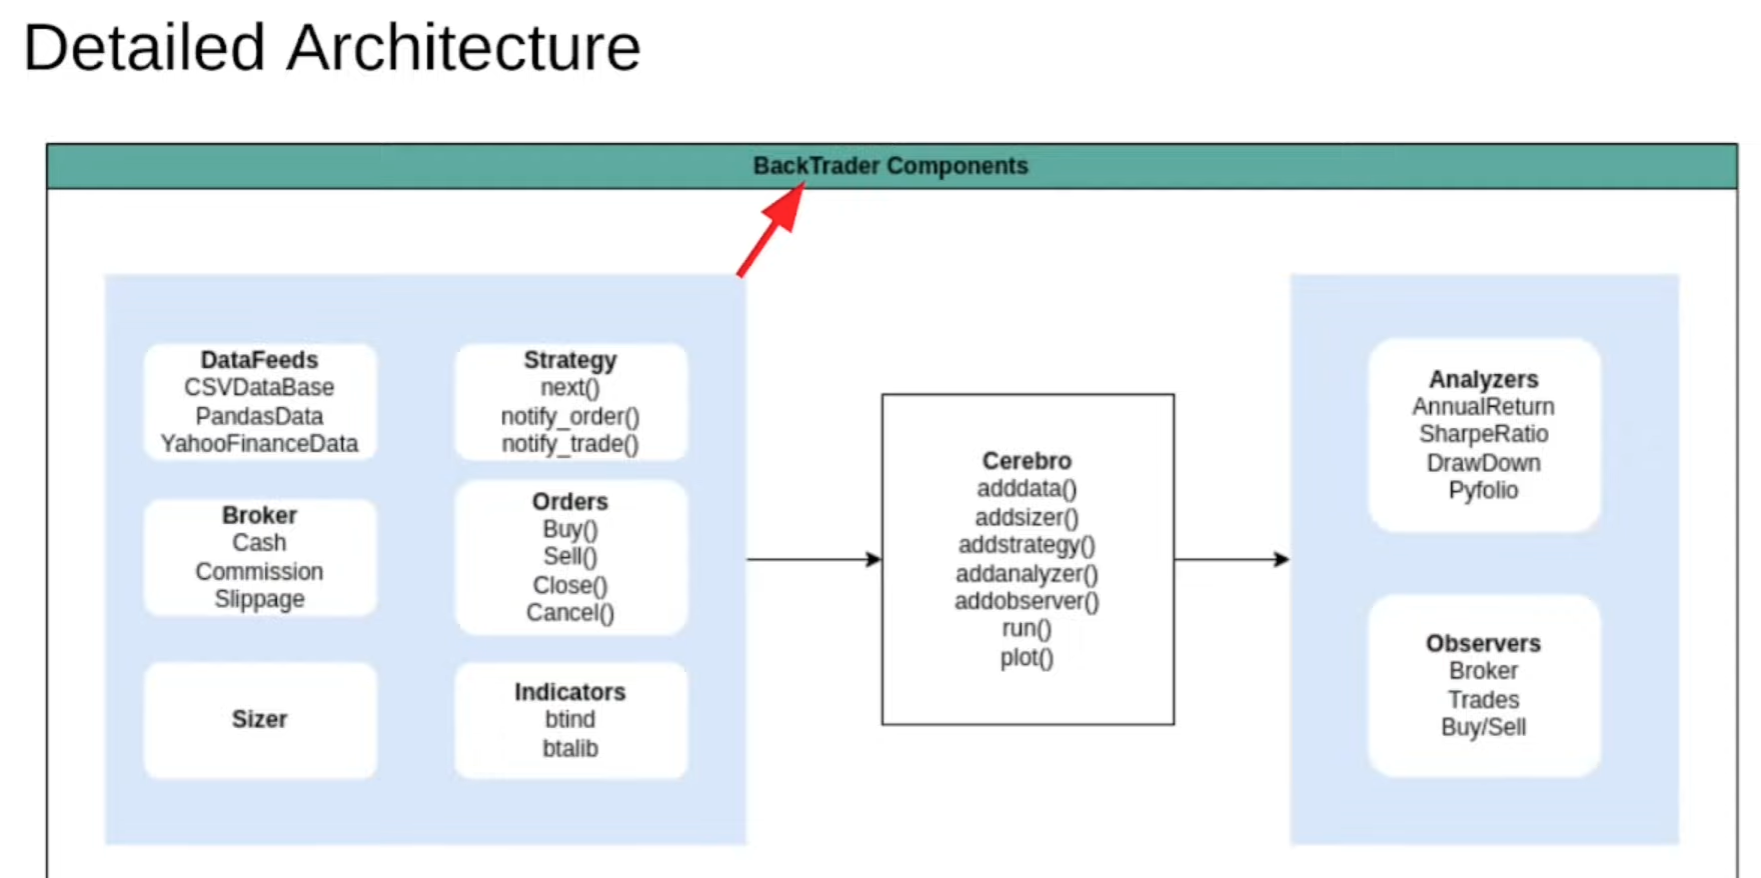 Detailed Architecture
BackTrader Components
DataFeeds
CSVDataBase
PandasData
YahooFinanceData
Strategy
next()
notify_order()
notify_trade()
Broker
Cash
Commission
Slippage
Orders
Buy()
Sell()
Close()
Cancel()
Sizer
Indicators
btind
btalib
Cerebro
adddata()
addsizer()
addstrategy()
addanalyzer()
addobserver()
run()
plot()
Analyzers
AnnualReturn
SharpeRatio
DrawDown
Pyfolio
Observers
Broker
Trades
Buy/Sell